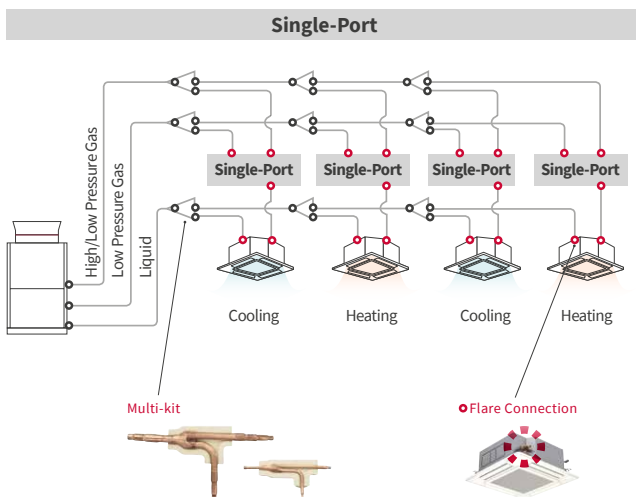 Single-Port
High/Low Pressure Gas
Low Pressure Gas
Liquid
Single-Port
Single-Port
Single-Port
Single-Port
Cooling
Heating
Cooling
Heating
Multi-kit
Flare Connection